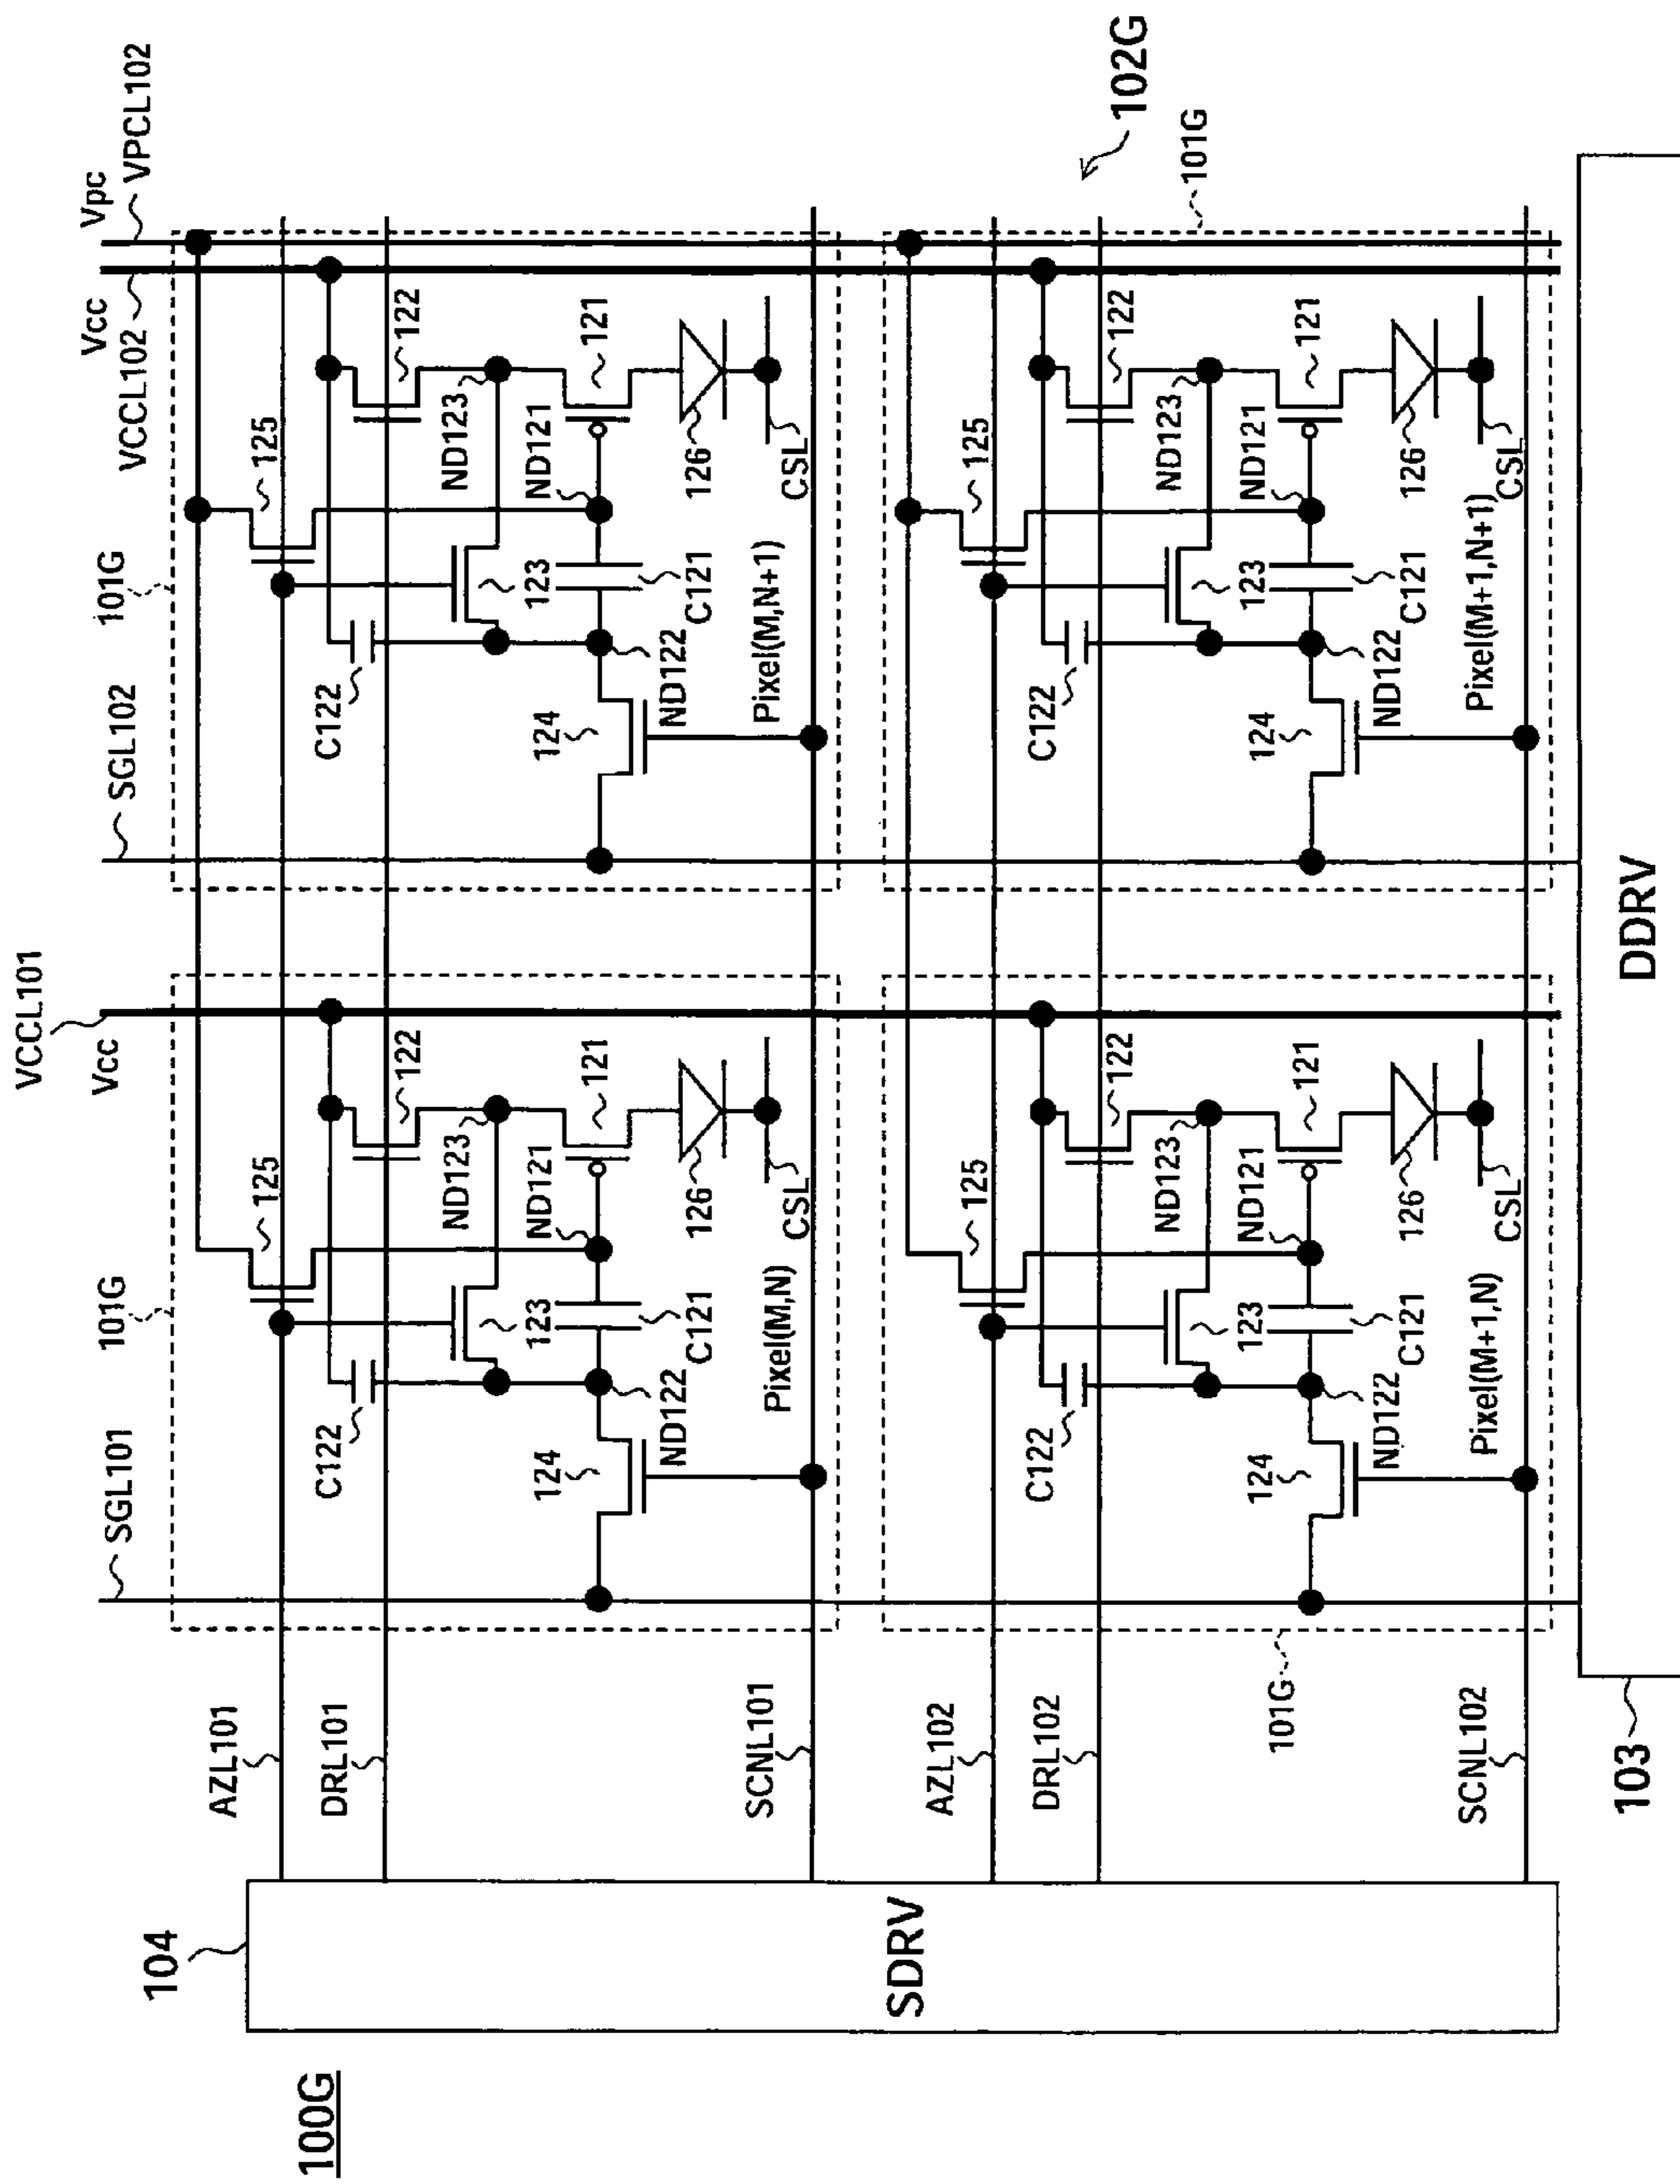 100G
104
SDRV
AZL101
DRL101
SCNL101
AZL102
DRL102
SCNL102
VCCL101
Vcc
SGL101
101G
125
122
C122
ND123
121
123
ND121
124
C121
126
ND122
CSL
Pixel(M,N)
Vpc
VPCL102
Vcc
VCCL102
SGL102
101G
125
122
C122
ND123
121
123
ND121
124
C121
126
ND122
CSL
Pixel(M,N+1)
102G
101G
125
122
C122
ND123
121
123
ND121
124
C121
126
ND122
CSL
Pixel(M+1,N)
101G
125
122
C122
ND123
121
123
ND121
124
C121
126
ND122
CSL
Pixel(M+1,N+1)
103
DDRV